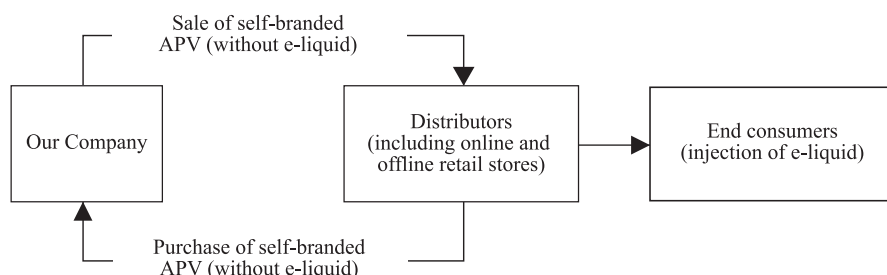 Sale of self-branded
APV (without e-liquid)
Our Company
Distributors
(including online and
offline retail stores)
End consumers
(injection of e-liquid)
Purchase of self-branded
APV (without e-liquid)